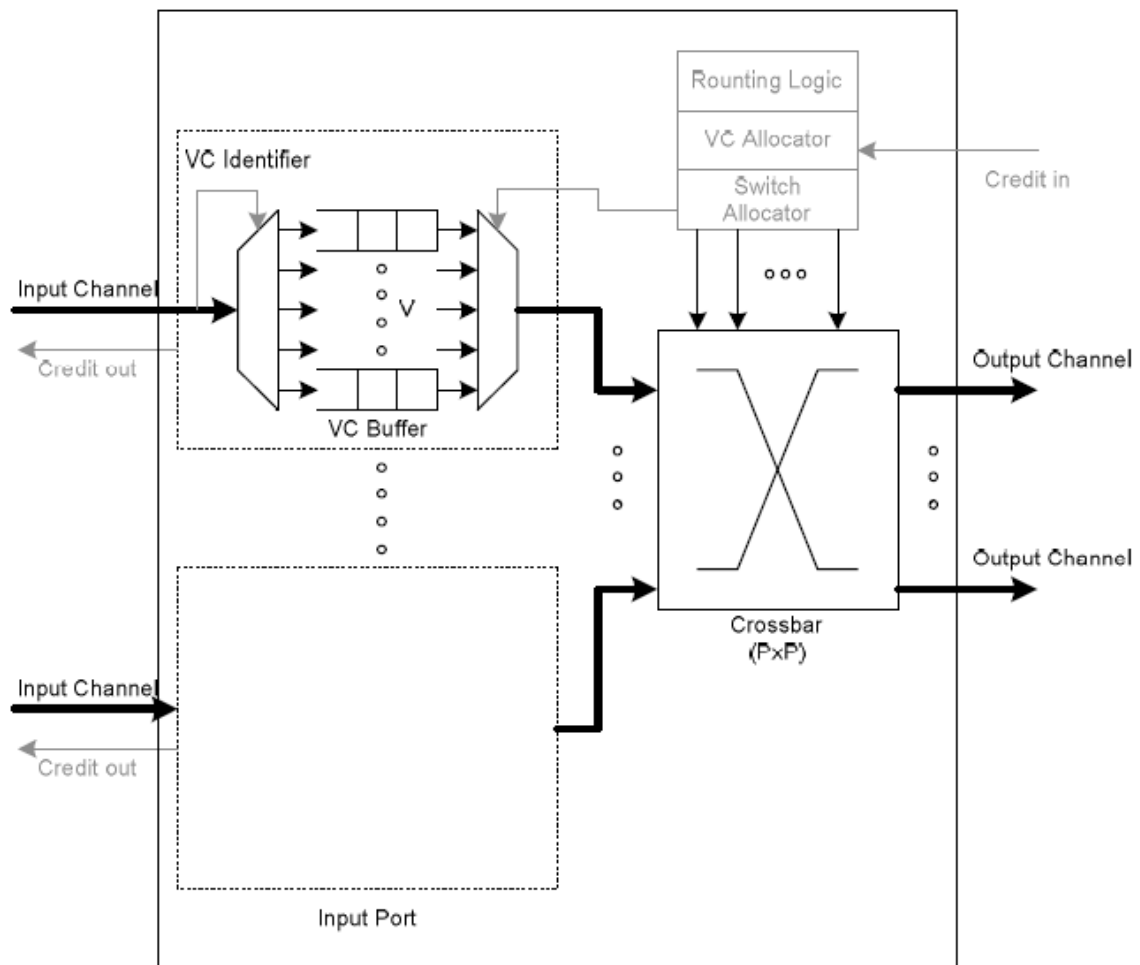 Rounting Logic
VC Allocator
Switch
Allocator
Credit in
VC Identifier
Input Channel
Credit out
V
VC Buffer
Output Channel
Output Channel
Crossbar
(P×P)
Input Channel
Credit out
Input Port